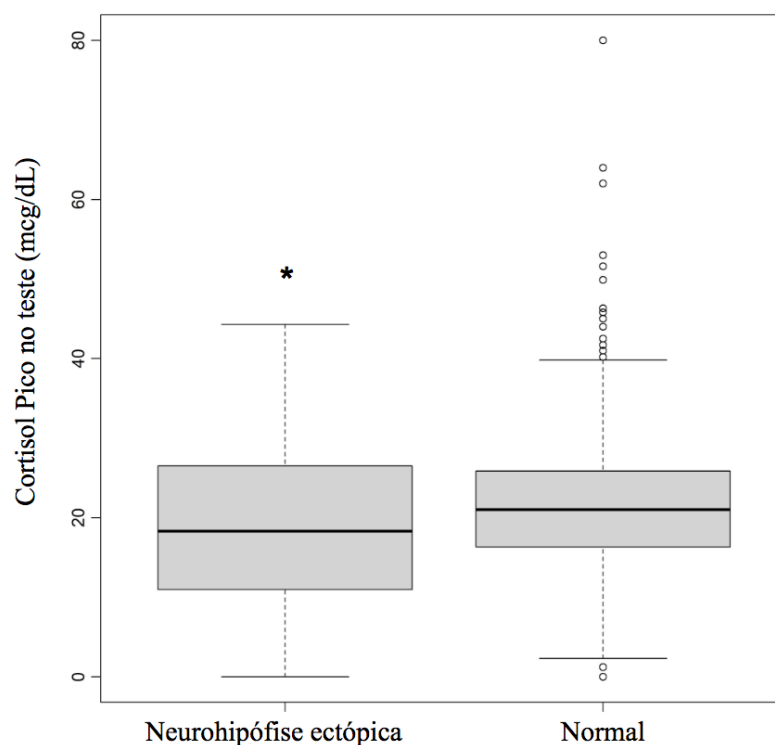 Cortisol Pico no teste (mcg/dL)
80
60
40
20
0
*
Neurohipófise ectópica
Normal